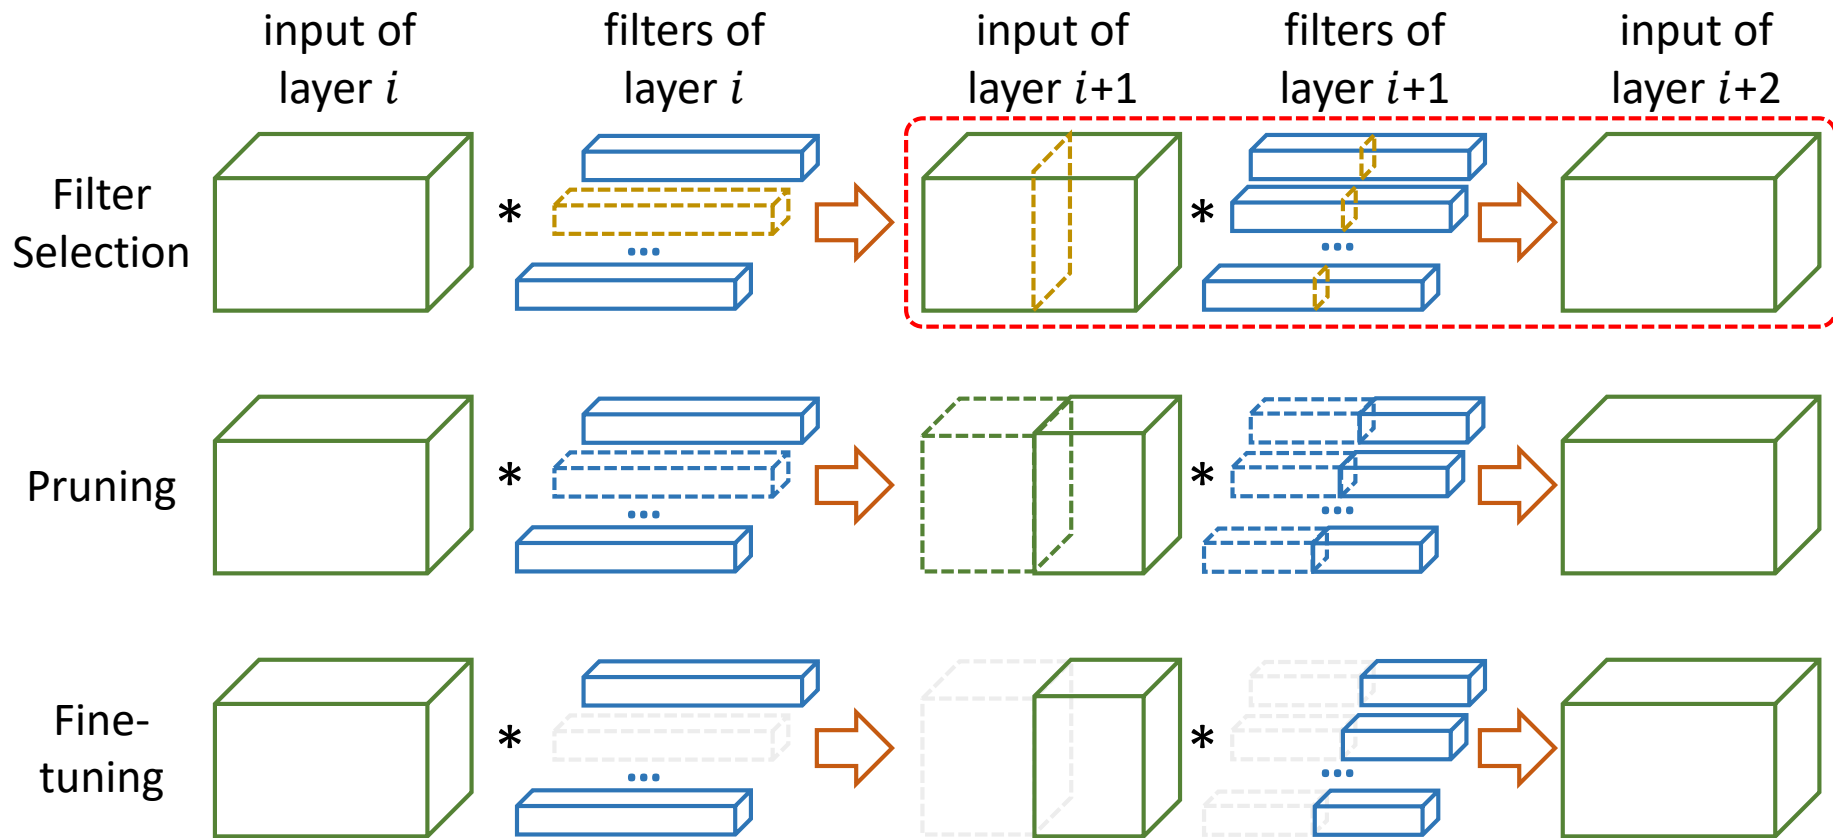 input of
layer i
filters of
layer i
input of
layer i+1
filters of
layer i+1
input of
layer i+2
Filter
Selection
*
...
*
...
Pruning
*
...
*
...
Fine-
tuning
*
...
*
...